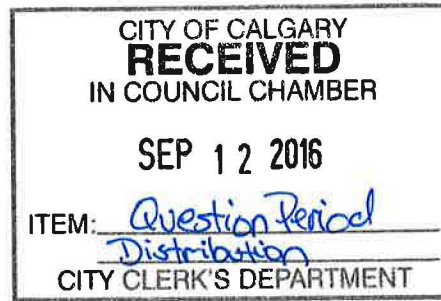 CITY OF CALGARY
RECEIVED
IN COUNCIL CHAMBER
SEP 12 2016
ITEM: Question Period
Distribution
CITY CLERK'S DEPARTMENT